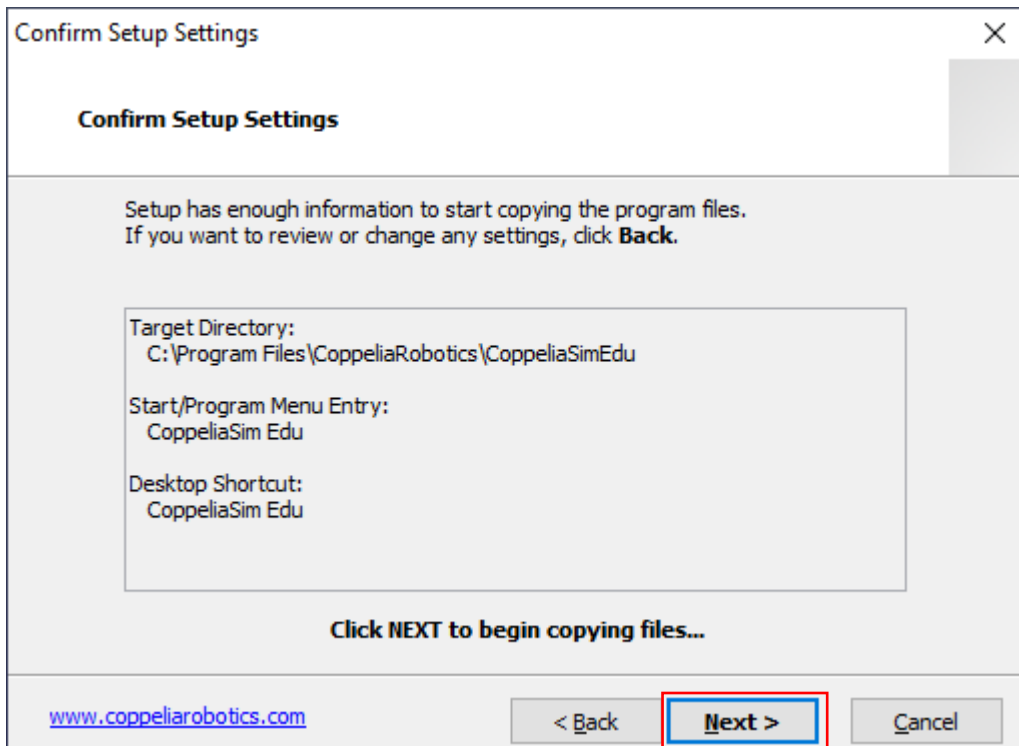 Confirm Setup Settings
Confirm Setup Settings
Setup has enough information to start copying the program files.
If you want to review or change any settings, click Back.
Target Directory:
C:\Program Files\CoppeliaRobotics\CoppeliaSimEdu
Start/Program Menu Entry:
CoppeliaSim Edu
Desktop Shortcut:
CoppeliaSim Edu
Click NEXT to begin copying files...
www.coppeliarobotics.com
< Back
Next >
Cancel